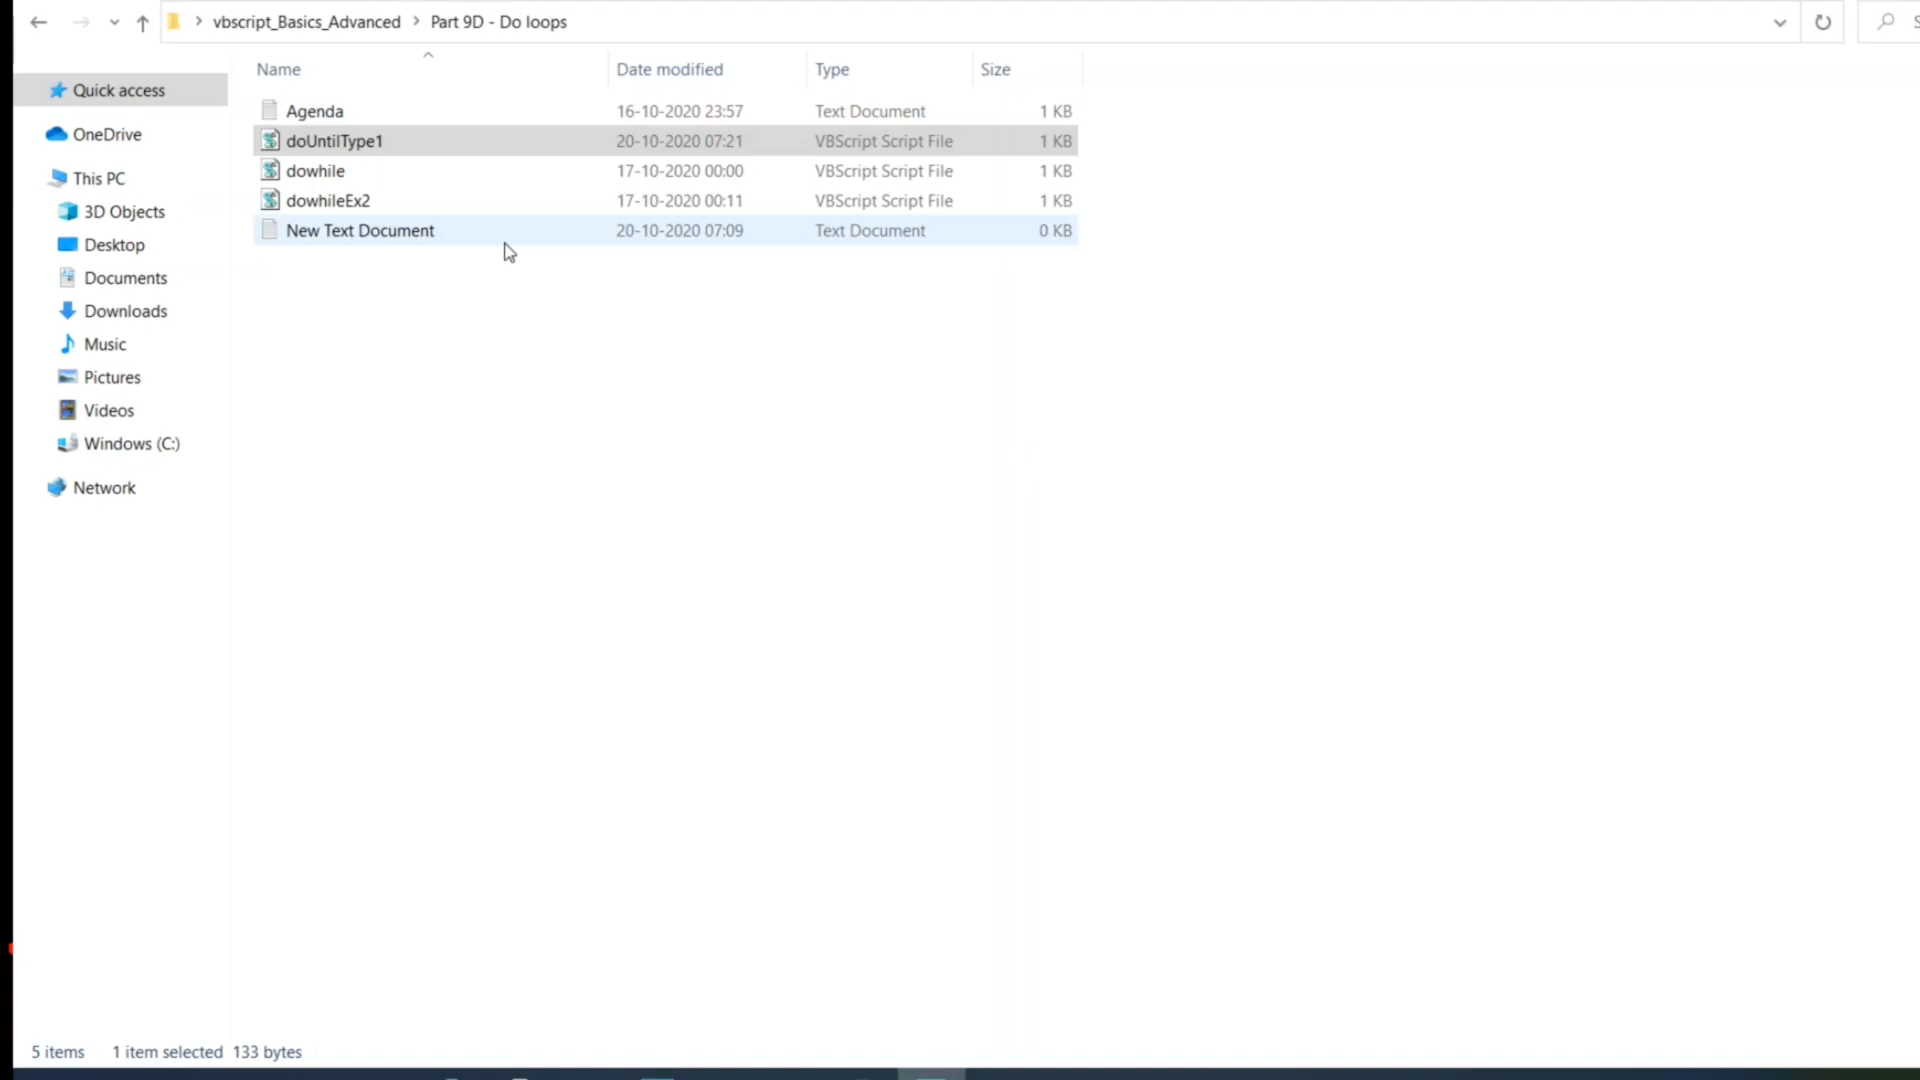 vbscript_Basics_Advanced > Part 9D - Do loops
S
Name Date modified Type Size
Quick access
OneDrive
This PC
3D Objects
Desktop
Documents
Downloads
Music
Pictures
Videos
Windows (C:)
Network
Agenda 16-10-2020 23:57 Text Document 1 KB
doUntilType1 20-10-2020 07:21 VBScript Script File 1 KB
dowhile 17-10-2020 00:00 VBScript Script File 1 KB
dowhileEx2 17-10-2020 00:11 VBScript Script File 1 KB
New Text Document 20-10-2020 07:09 Text Document 0 KB
5 items 1 item selected 133 bytes